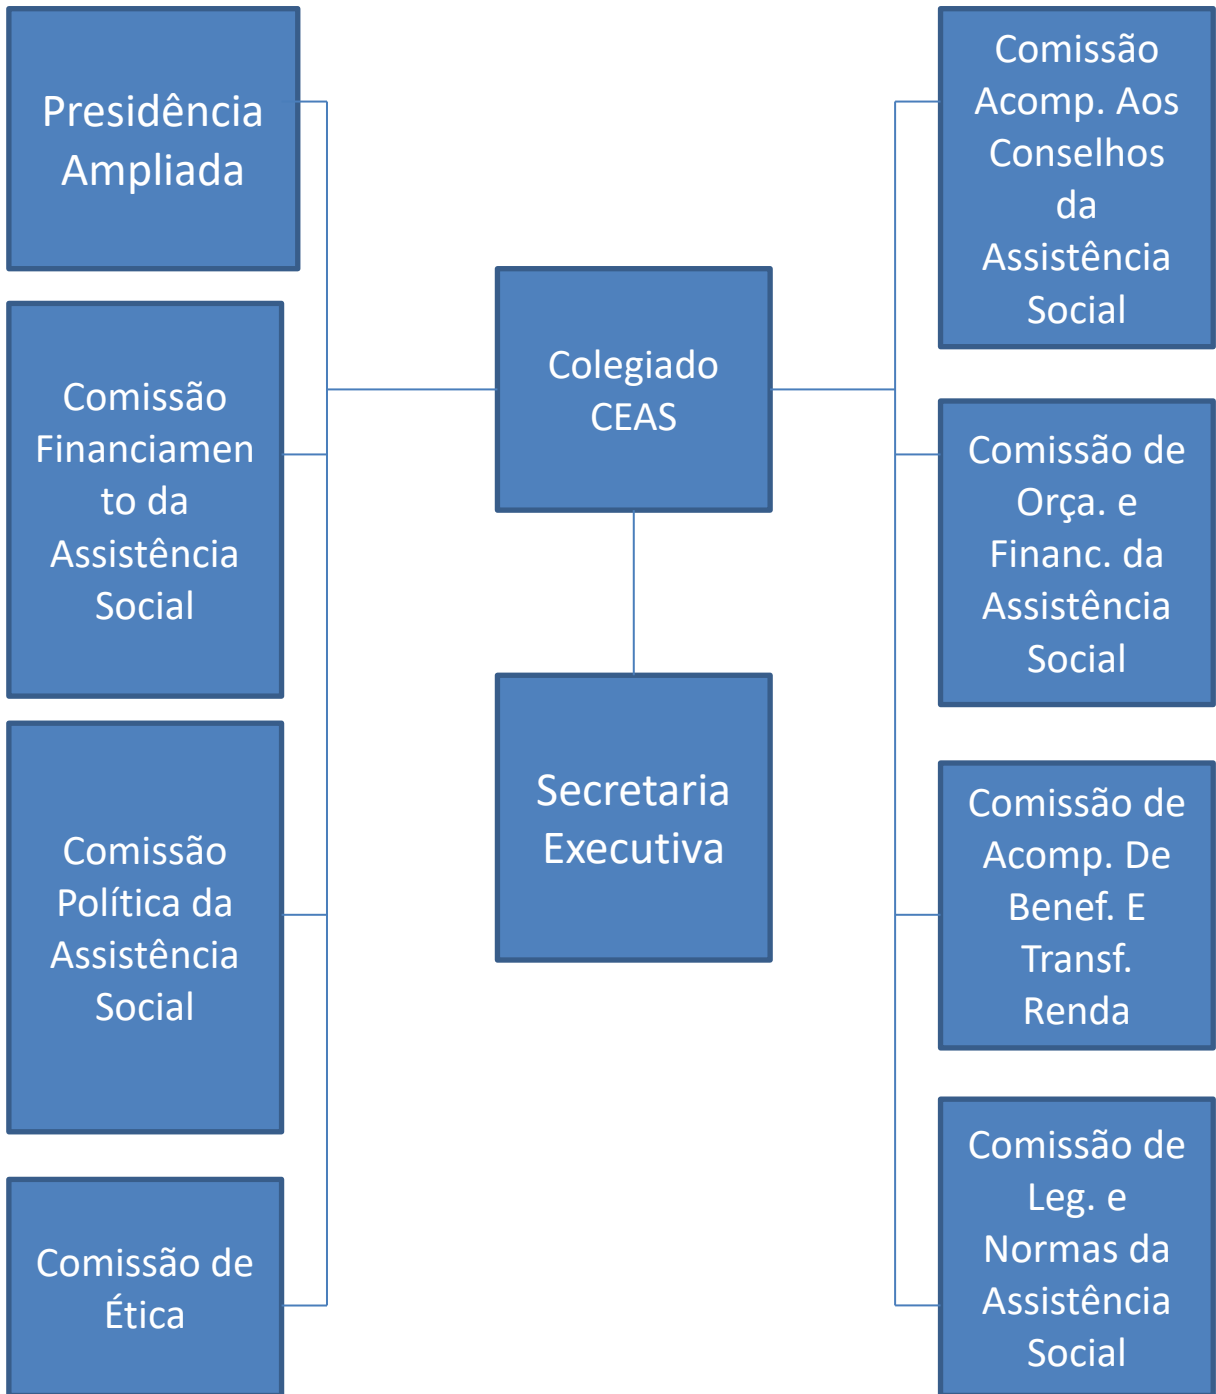 Presidência
Ampliada
Comissão
Financiamen
to da
Assistência
Social
Comissão
Política da
Assistência
Social
Comissão de
Ética
Colegiado
CEAS
Secretaria
Executiva
Comissão
Acomp. Aos
Conselhos
da
Assistência
Social
Comissão de
Orça. e
Financ. da
Assistência
Social
Comissão de
Acomp. De
Benef. E
Transf.
Renda
Comissão de
Leg. e
Normas da
Assistência
Social